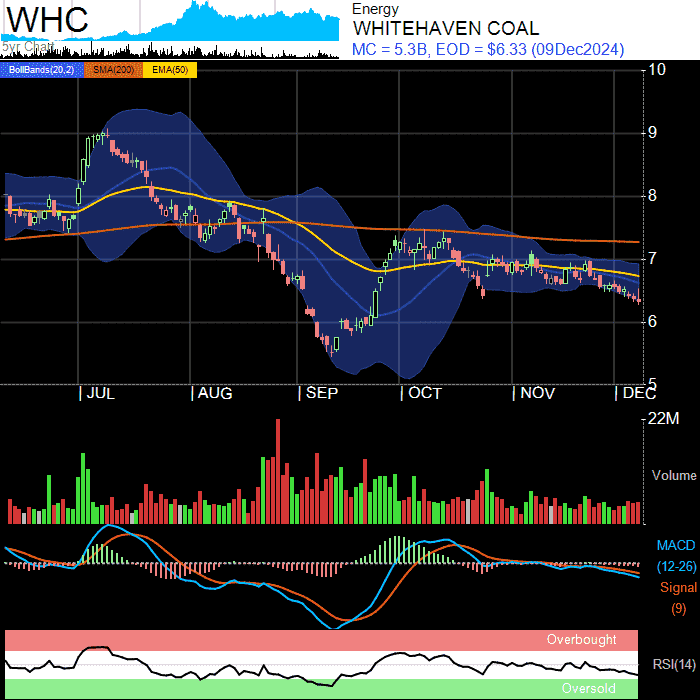 WHC
5yr Chart
Energy
WHITEHAVEN COAL
MC = 5.3B, EOD = $6.33 (09Dec2024)
BollBands(20,2) SMA(200) EMA(50)
10
9
8
7
6
5
JUL AUG SEP OCT NOV DEC
22M
Volume
MACD
(12-26)
Signal
(9)
Overbought
RSI(14)
Oversold